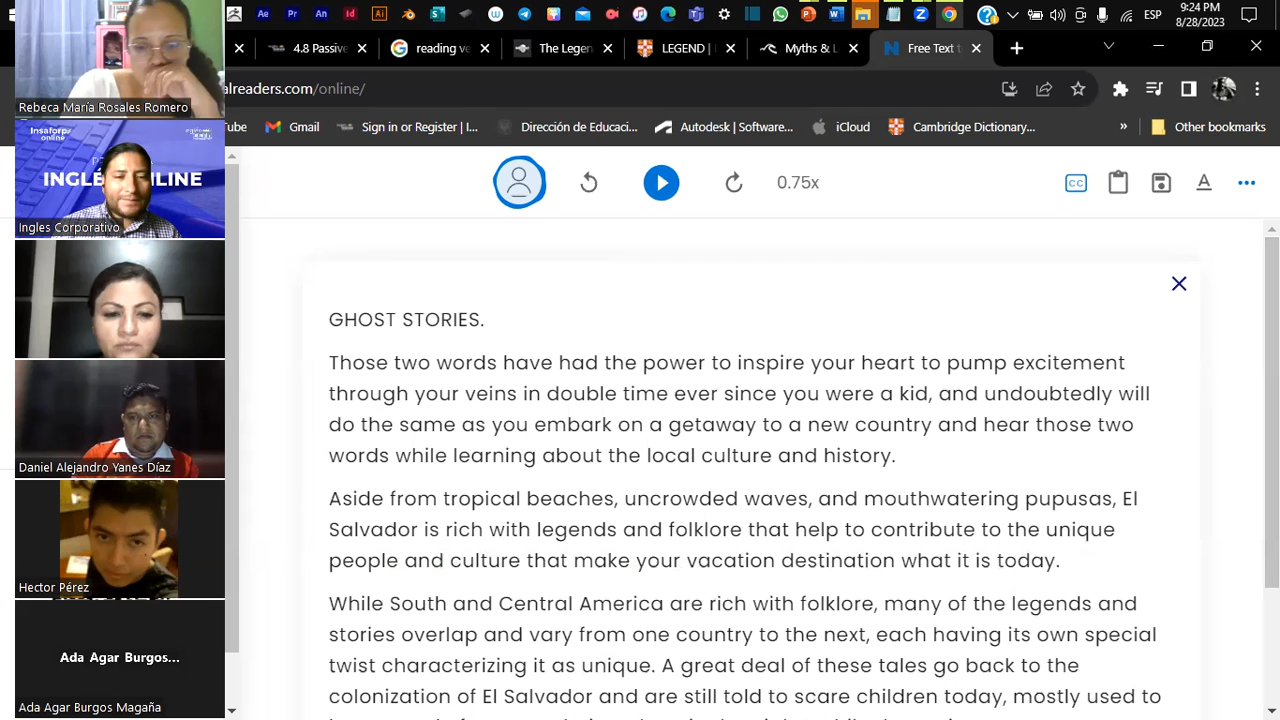 9:24 PM
ESP
8/28/2023
4.8 Passive
reading ve
The Legen
LEGEND |
Myths & L
Free Text t
alreaders.com/online/
Tube
Gmail
Sign in or Register | I...
Dirección de Educaci...
Autodes
iCloud
Cambridge Dictionary...
»
Other bookmarks
0.75x
CC
Rebeca María Rosales Romero
Insaforp
online
INGLÉ
NLINE
Ingles Corporativo
Daniel Alejandro Yanes Díaz
Hector Pérez
Ada Agar Burgos...
Ada Agar Burgos Magaña
GHOST STORIES.
Those two words have had the power to inspire your heart to pump excitement
through your veins in double time ever since you were a kid, and undoubtedly will
do the same as you embark on a getaway to a new country and hear those two
words while learning about the local culture and history.
Aside from tropical beaches, uncrowded waves, and mouthwatering pupusas, El
Salvador is rich with legends and folklore that help to contribute to the unique
people and culture that make your vacation destination what it is today.
While South and Central America are rich with folklore, many of the legends and
stories overlap and vary from one country to the next, each having its own special
twist characterizing it as unique. A great deal of these tales go back to the
colonization of El Salvador and are still told to scare children today, mostly used to